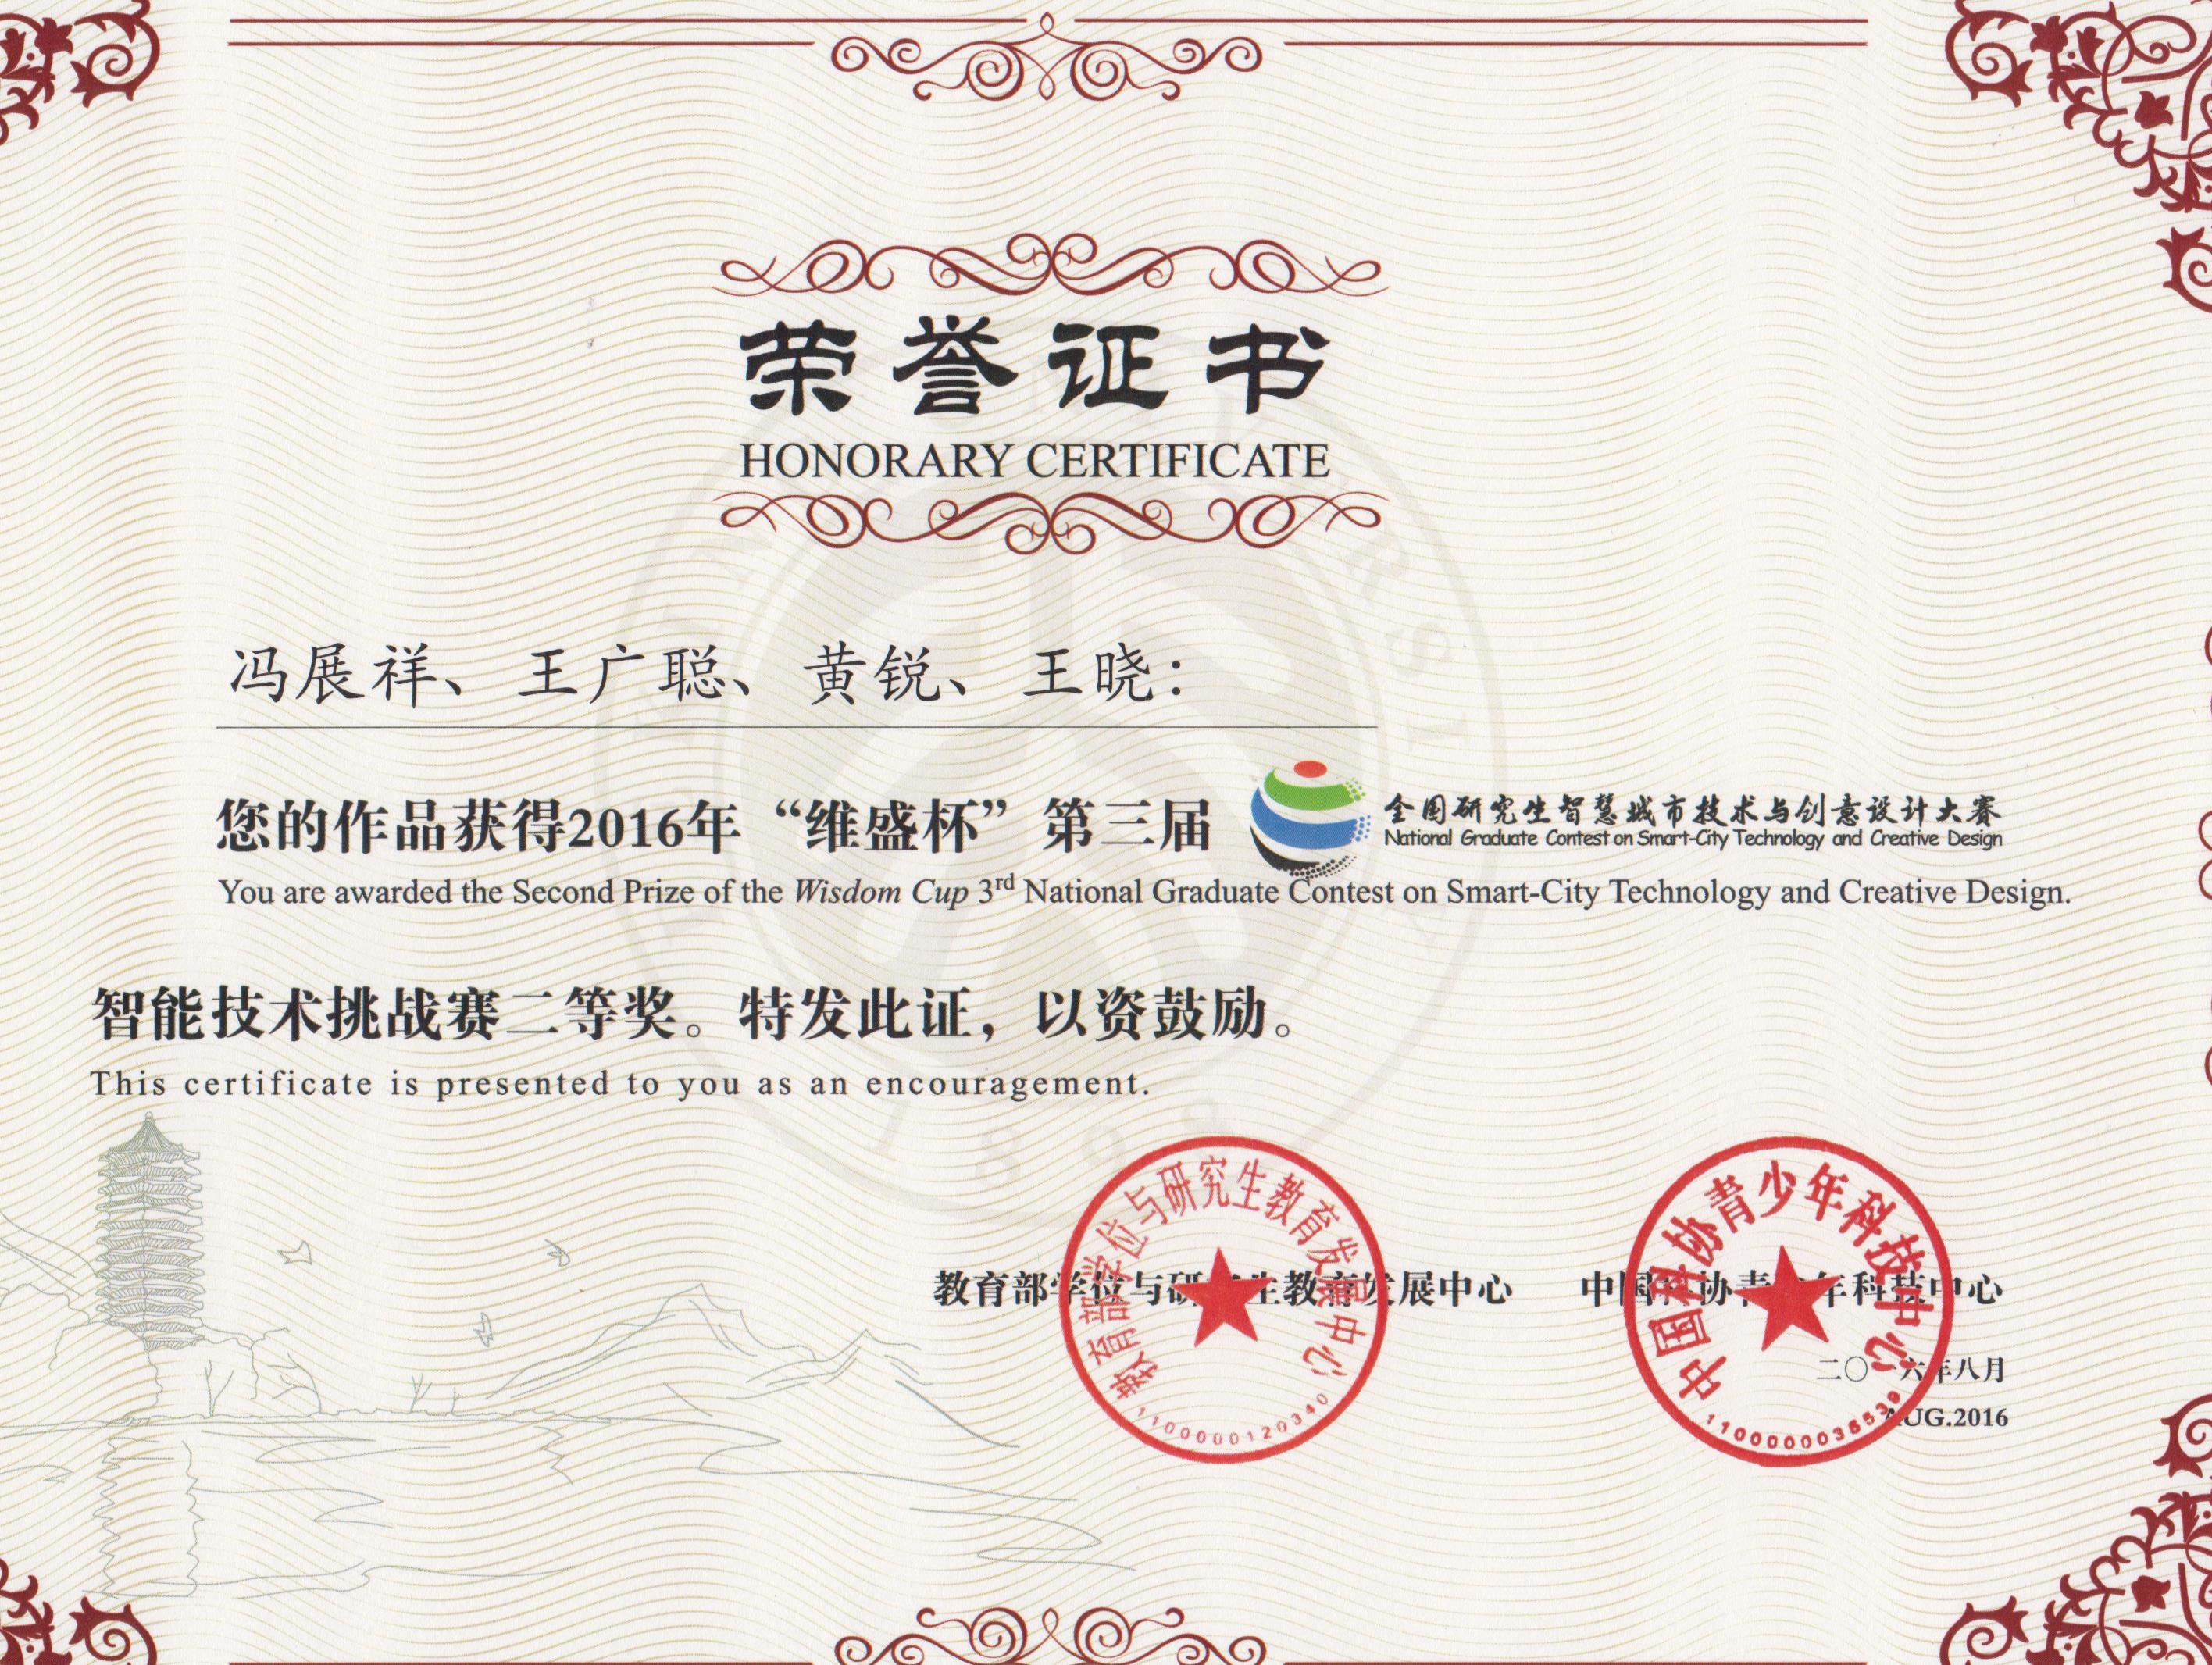 荣誉证书
HONORARY CERTIFICATE
冯展祥、王广聪、黄锐、王晓：
您的作品获得2016年“维盛杯”第三届
全国研究生智慧城市技术与创意设计大赛
National Graduate Contest on Smart-City Technology and Creative Design
You are awarded the Second Prize of the Wisdom Cup 3rd National Graduate Contest on Smart-City Technology and Creative Design.
智能技术挑战赛二等奖。特发此证，以资鼓励。
This certificate is presented to you as an encouragement.
教育部学位与研究生教育发展中心
中国科协青少年科技中心
教育部学位与研究生教育发展中心
1100000120340
中国科协青少年科技中心
二〇一六年八月
AUG.2016